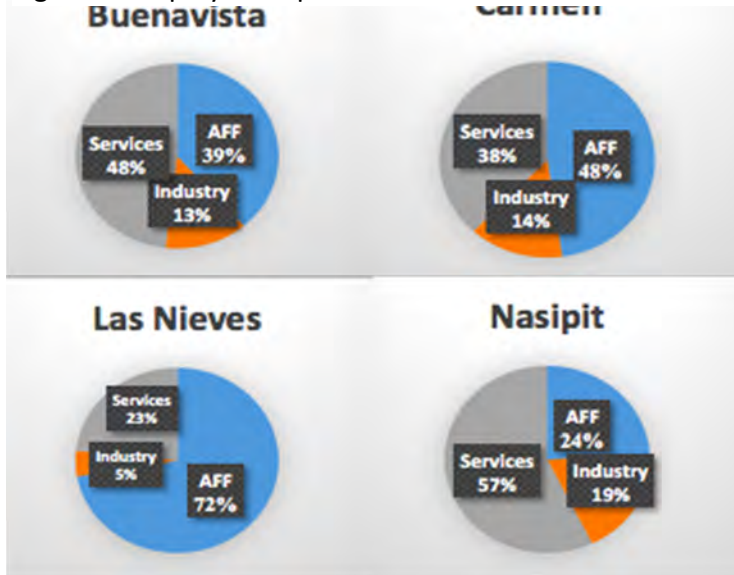 Buenavista
Services
48%
AFF
39%
Industry
13%
Carmen
Services
38%
AFF
48%
Industry
14%
Las Nieves
Services
23%
Industry
5%
AFF
72%
Nasipit
AFF
24%
Services
57%
Industry
19%